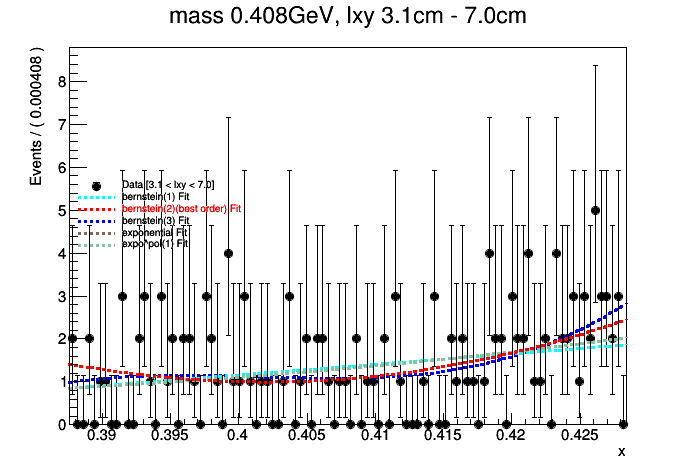 mass 0.408GeV, lxy 3.1cm - 7.0cm
Events / ( 0.000408 )
8
7
6
5
4
3
2
1
0
Data [3.1 < lxy < 7.0]
bernstein(1) Fit
bernstein(2)(best order) Fit
bernstein(3) Fit
exponential Fit
expo*pol(1) Fit
0.39 0.395 0.4 0.405 0.41 0.415 0.42 0.425
x